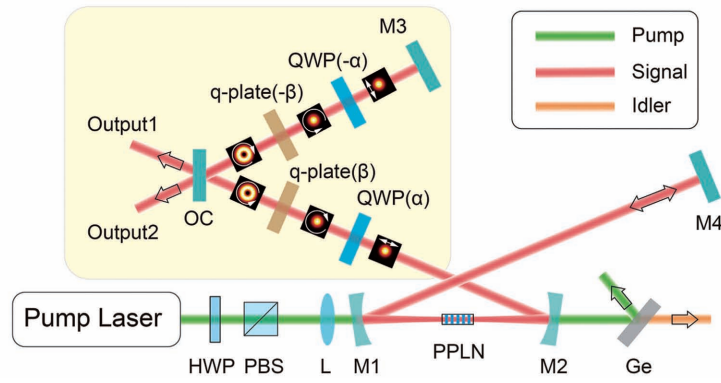 M3
QWP(-α)
q-plate(-β)
Output1
q-plate(β)
QWP(α)
OC
Output2
Pump
Signal
Idler
M4
Pump Laser
HWP
PBS
L
M1
PPLN
M2
Ge